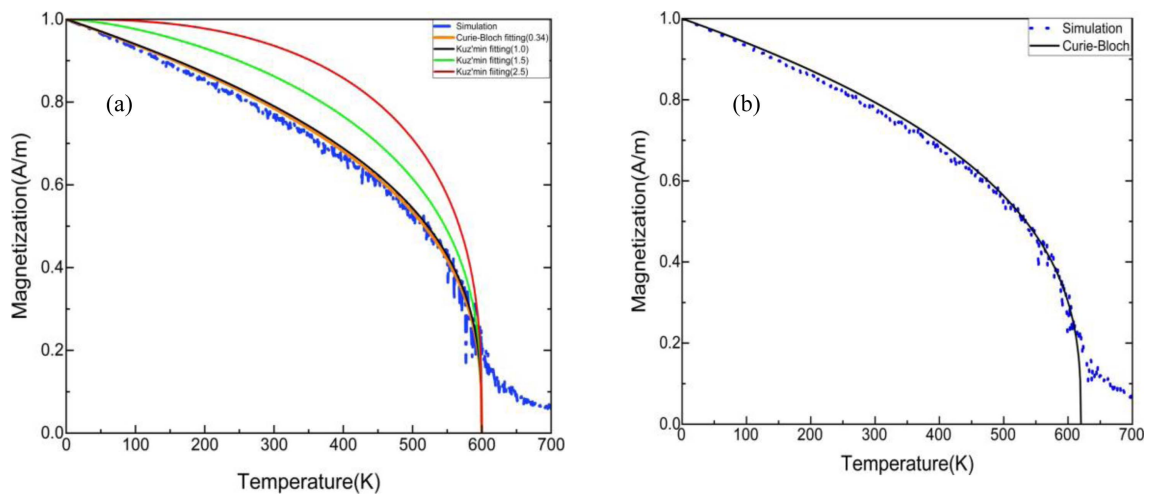 (a)
Simulation
Curie-Bloch fitting(0.34)
Kuz'min fitting(1.0)
Kuz'min fitting(1.5)
Kuz'min fitting(2.5)
Magnetization(A/m)
1.0
0.8
0.6
0.4
0.2
0.0
0 100 200 300 400 500 600 700
Temperature(K)
(b)
Simulation
Curie-Bloch
Magnetization(A/m)
1.0
0.8
0.6
0.4
0.2
0.0
0 100 200 300 400 500 600 700
Temperature(K)